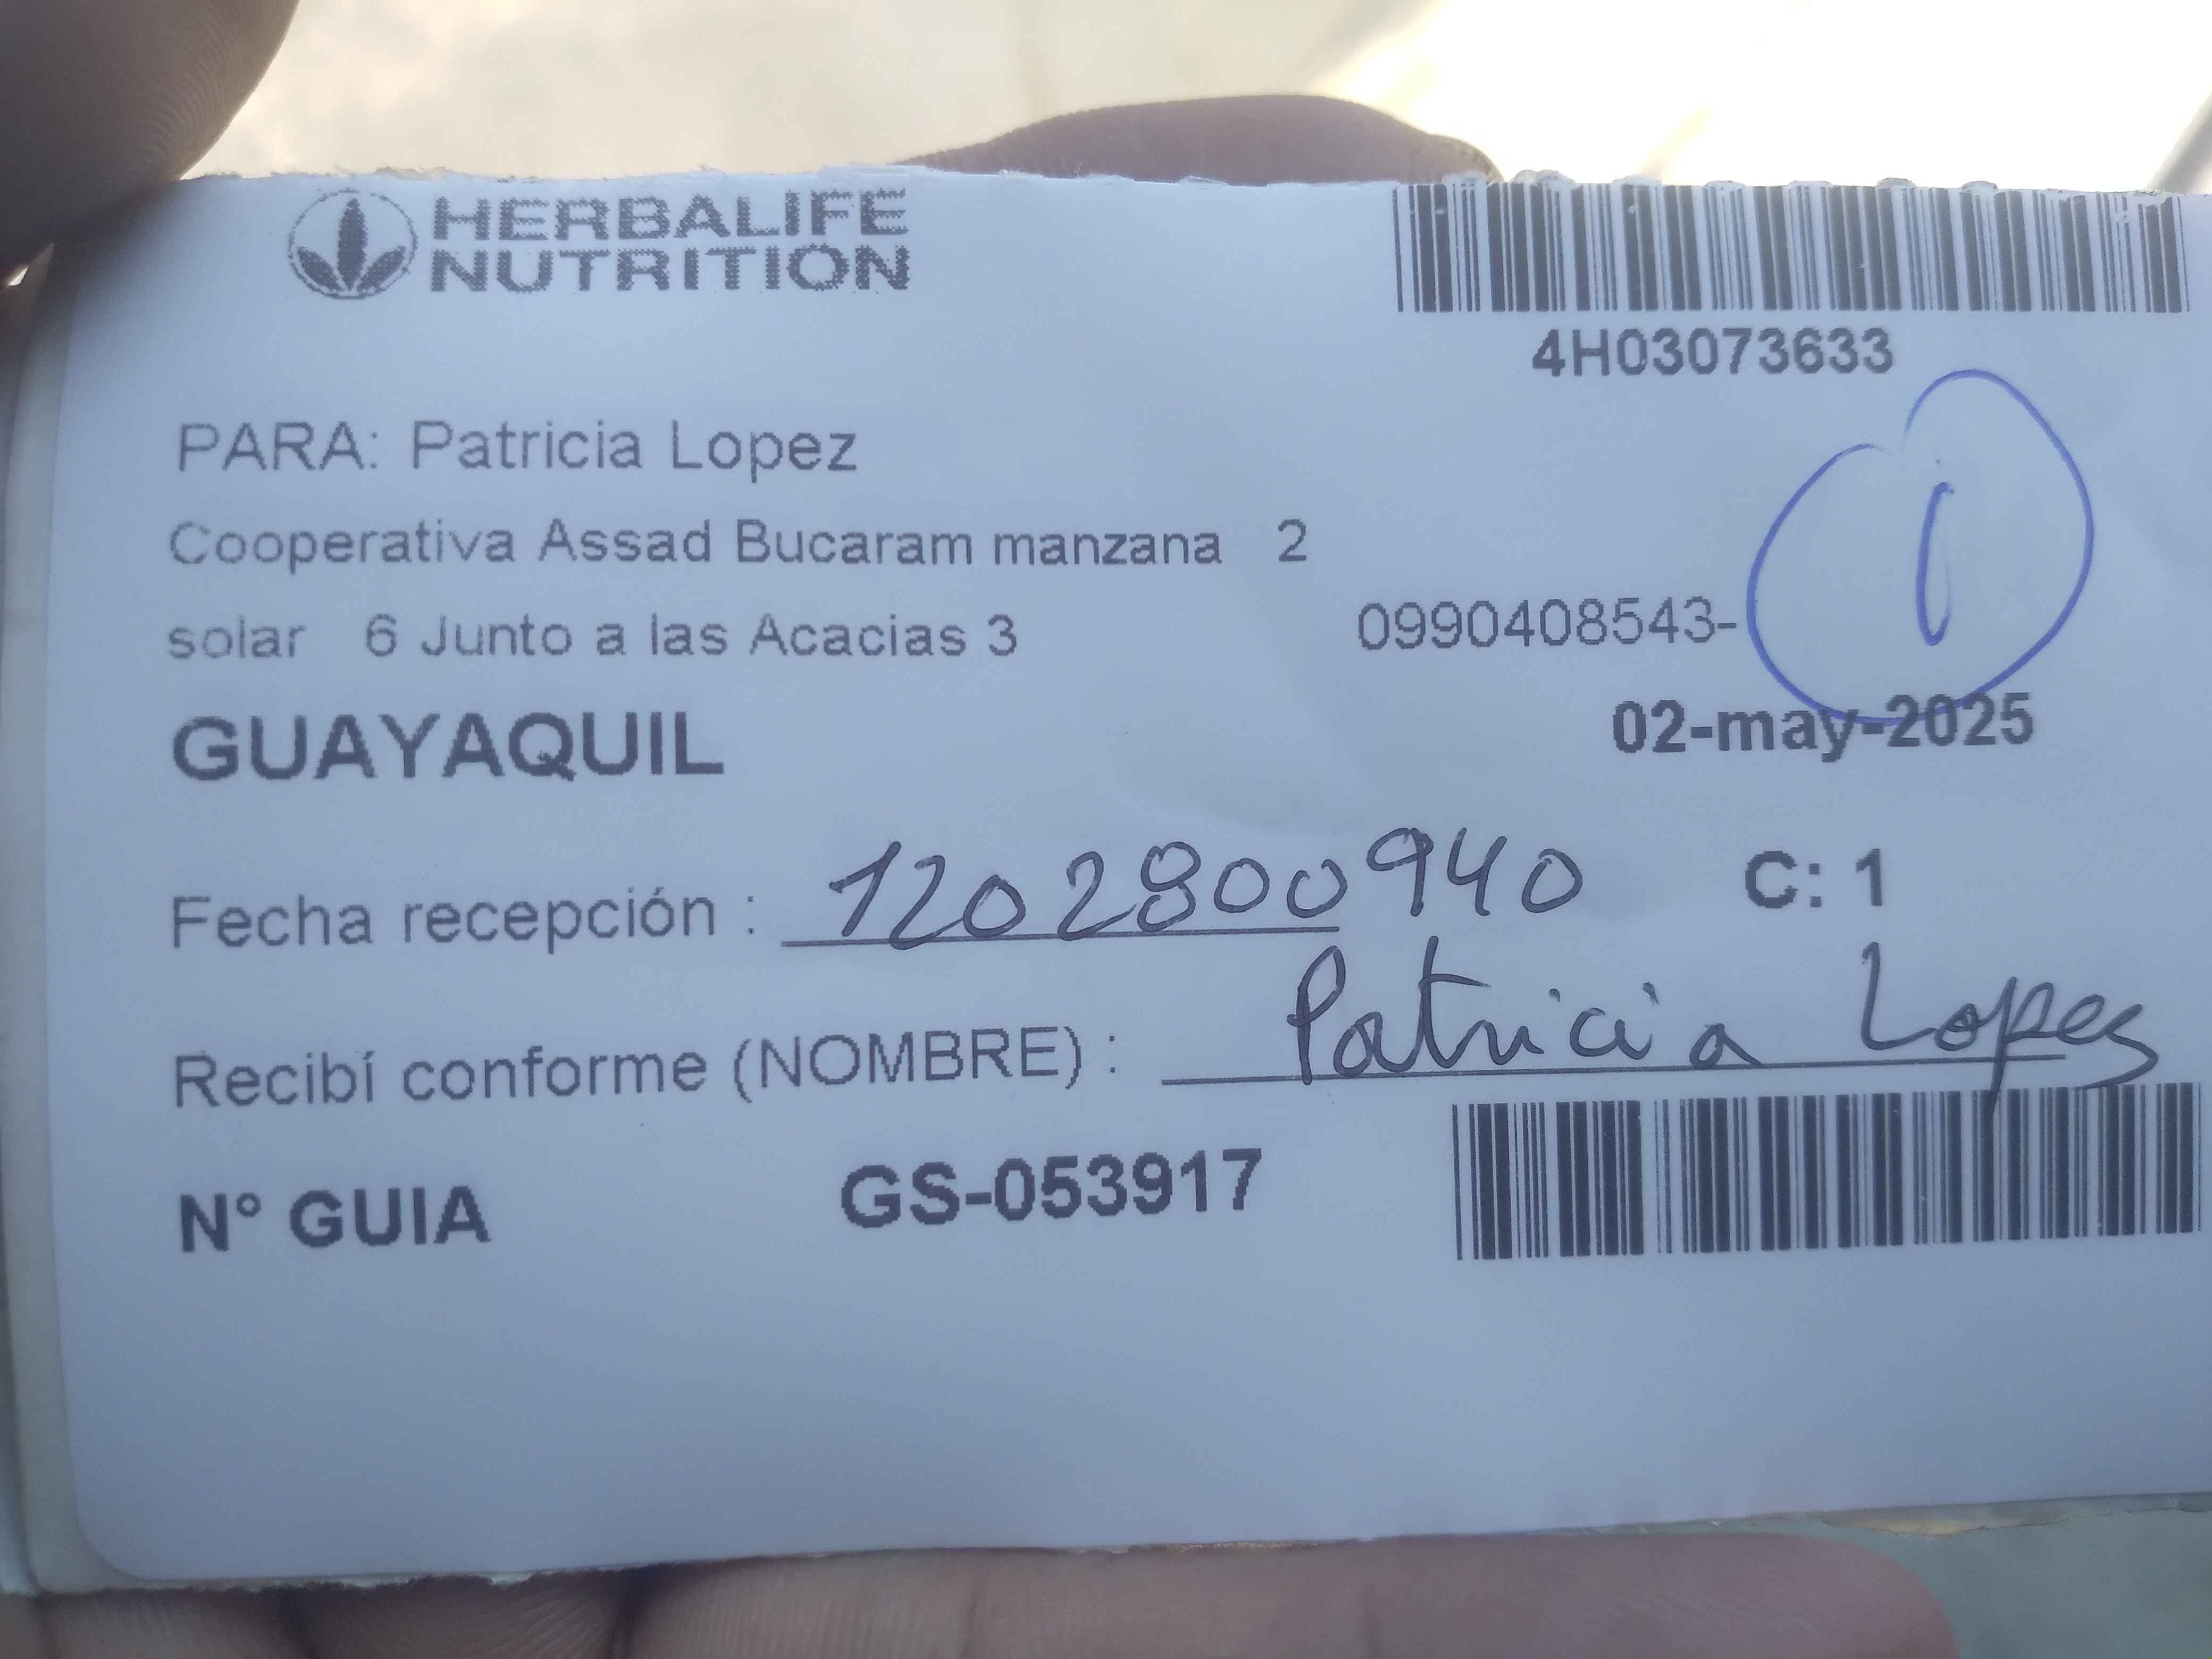 HERBALIFE
NUTRITION
4H03073633
PARA: Patricia Lopez
Cooperativa Assad Bucaram manzana 2
solar 6 Junto a las Acacias 3
0990408543-
1
GUAYAQUIL
02-may-2025
Fecha recepción : 1202800940
C: 1
Recibí conforme (NOMBRE) : Patricia Lopes
N° GUIA GS-053917